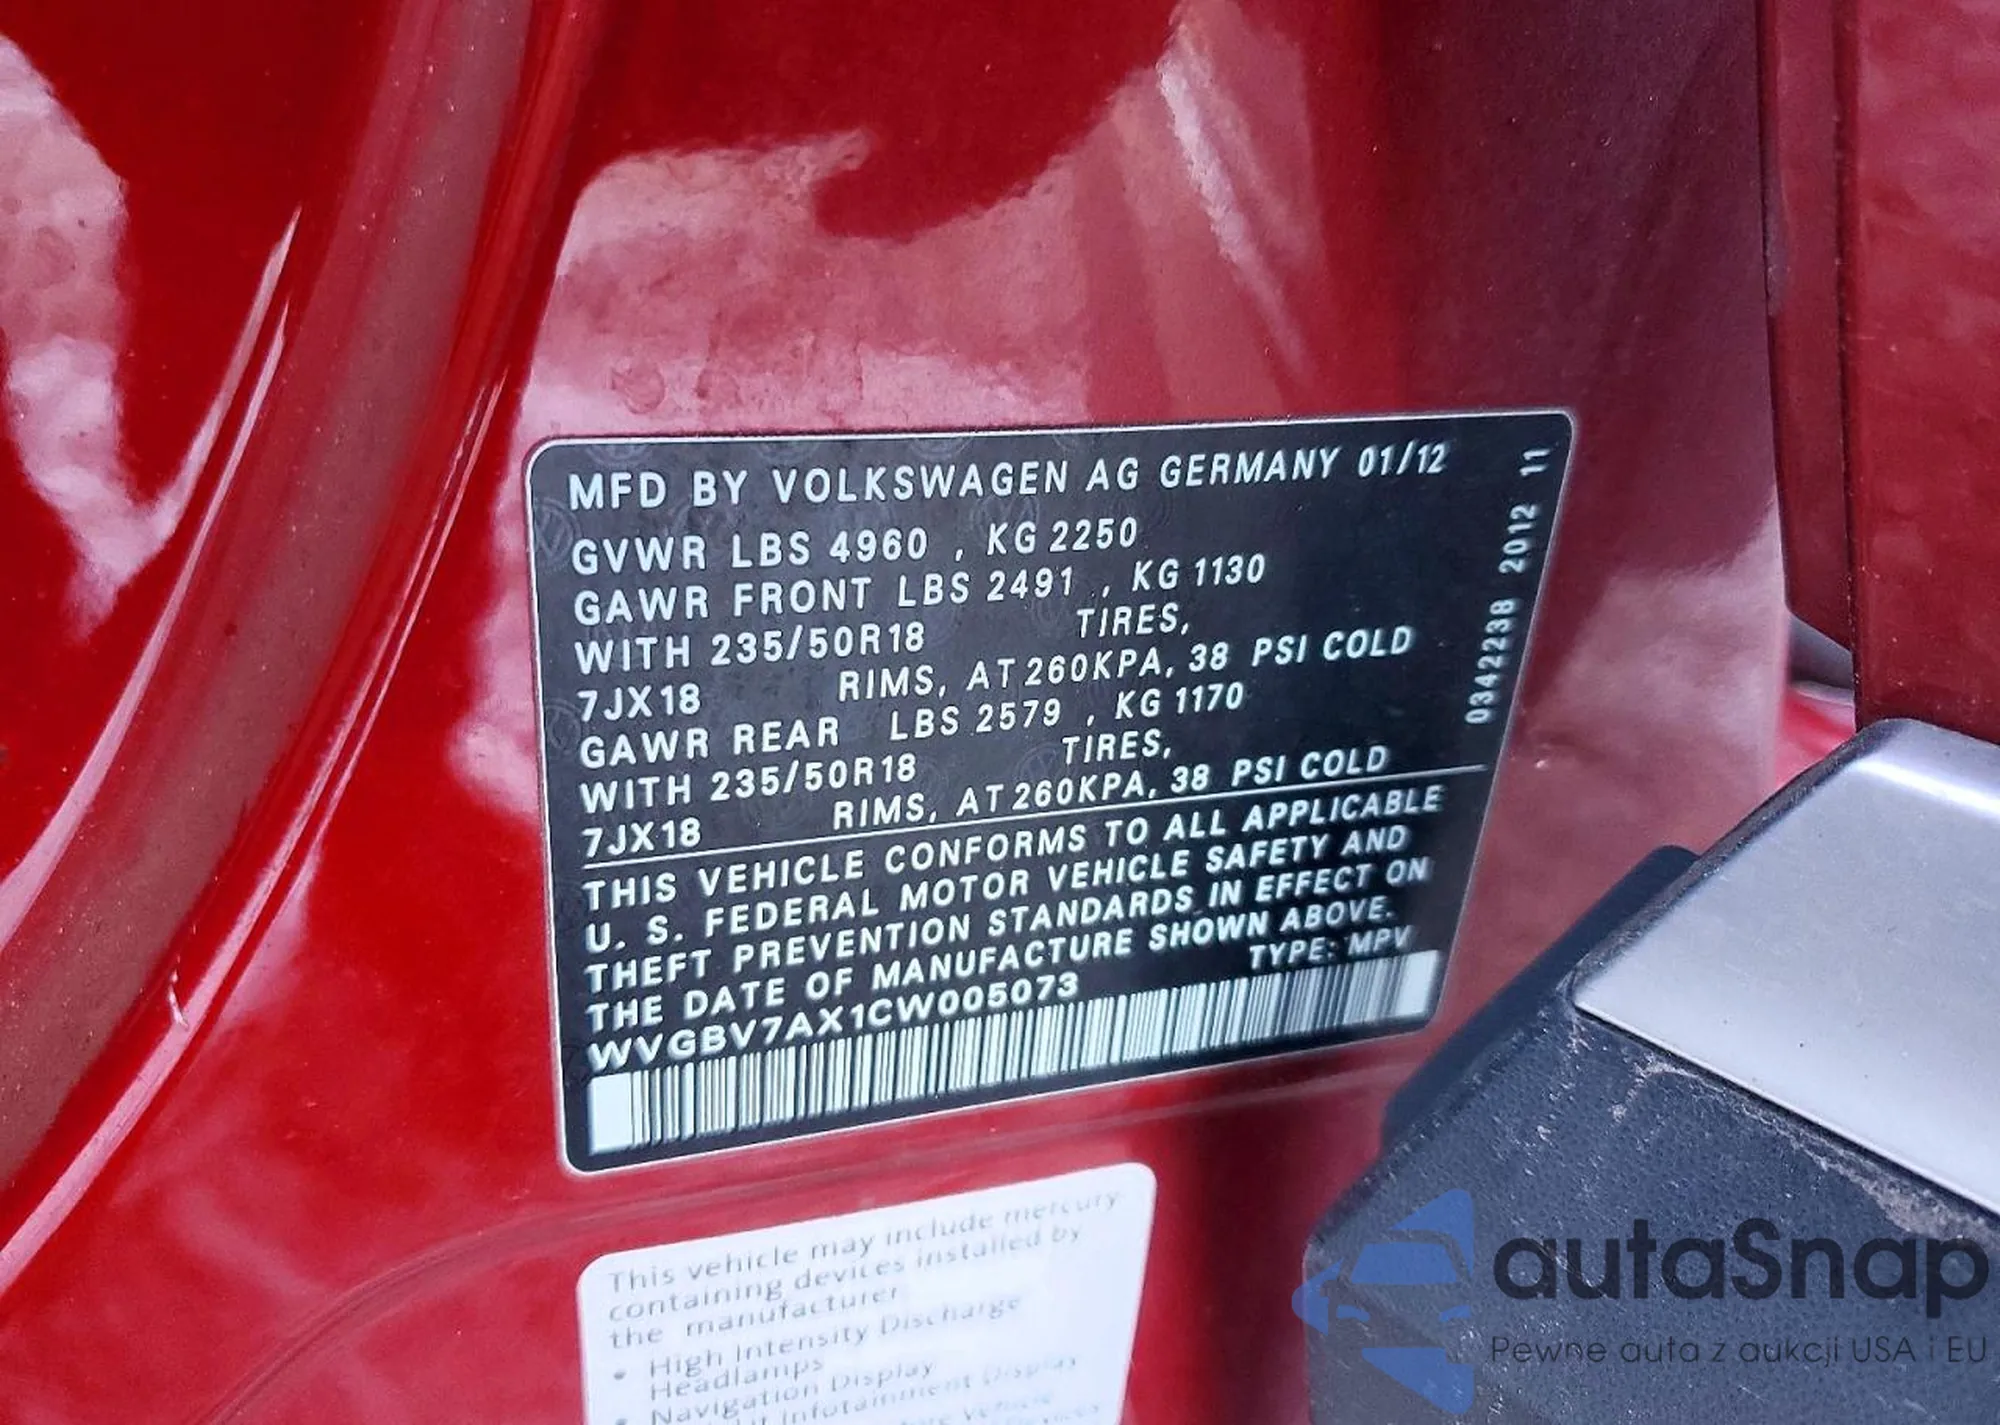 MFD BY VOLKSWAGEN AG GERMANY 01/12
GVWR LBS 4960 , KG 2250
GAWR FRONT LBS 2491 , KG 1130
WITH 235/50R18 TIRES,
7JX18 RIMS, AT 260KPA, 38 PSI COLD
GAWR REAR LBS 2579 , KG 1170
WITH 235/50R18 TIRES,
7JX18 RIMS, AT 260KPA, 38 PSI COLD
THIS VEHICLE CONFORMS TO ALL APPLICABLE
U. S. FEDERAL MOTOR VEHICLE SAFETY AND
THEFT PREVENTION STANDARDS IN EFFECT ON
THE DATE OF MANUFACTURE SHOWN ABOVE.
WVGBV7AX1CW005073 TYPE: MPV
0342238 2012 11
This vehicle may include mercury
containing devices installed by
the manufacturer
• High Intensity Discharge
Headlamps
• Navigation Display
Infotainment Display
Vehicle
autaSnap
Pewne auta z aukcji USA i EU